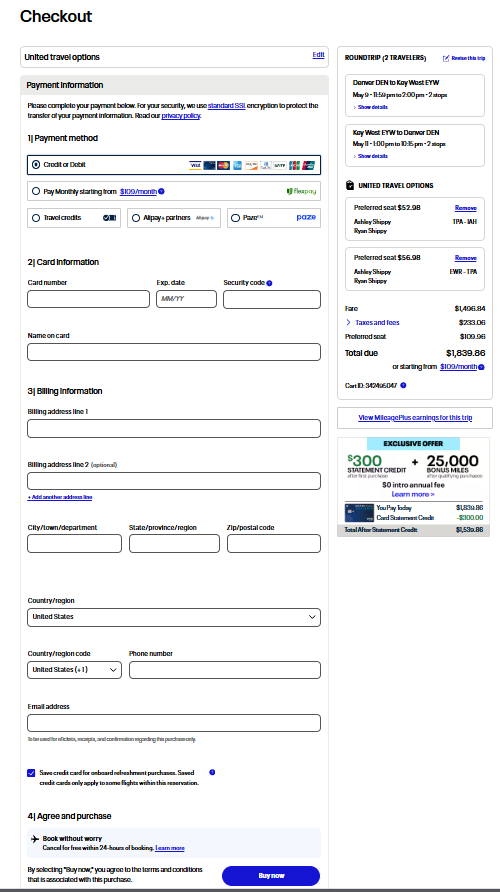 Checkout
United travel options
Edit
Payment information
Please complete your payment below. For your security, we use standard SSL encryption to protect the
transfer of your payment information. Read our privacy policy.
1| Payment method
Credit or Debit
VISA
Pay Monthly starting from $109/month
flexpay
Travel credits
Alipay+ partners
Paze℠
paze
2| Card information
Card number
Exp. date
Security code
MM/YY
Name on card
3| Billing information
Billing address line 1
Billing address line 2 (optional)
+ Add another address line
City/town/department
State/province/region
Zip/postal code
Country/region
United States
Country/region code
Phone number
United States (+1)
Email address
To be used for eTickets, receipts, and confirmation regarding this purchase only.
Save credit card for onboard refreshment purchases. Saved
credit cards only apply to some flights within this reservation.
4| Agree and purchase
Book without worry
Cancel for free within 24-hours of booking. Learn more
By selecting "Buy now," you agree to the terms and conditions
that is associated with this purchase.
Buy now
ROUNDTRIP (2 TRAVELERS)
Revise this trip
Denver DEN to Key West EYW
May 9 • 11:59 pm to 2:00 pm • 2 stops
Show details
Key West EYW to Denver DEN
May 11 • 1:00 pm to 10:15 pm • 2 stops
Show details
UNITED TRAVEL OPTIONS
Preferred seat $52.98
Remove
Ashley Shippy
TPA - IAH
Ryan Shippy
Preferred seat $56.98
Remove
Ashley Shippy
EWR - TPA
Ryan Shippy
Fare
$1,496.84
Taxes and fees
$233.06
Preferred seat
$109.96
Total due
$1,839.86
or starting from $109/month
Cart ID: 342495047
View MileagePlus earnings for this trip
EXCLUSIVE OFFER
$300 + 25,000
STATEMENT CREDIT
BONUS MILES
after first purchase
after qualifying purchases
$0 intro annual fee
Learn more >
You Pay Today
$1,839.86
Card Statement Credit
-$300.00
Total After Statement Credit
$1,539.86